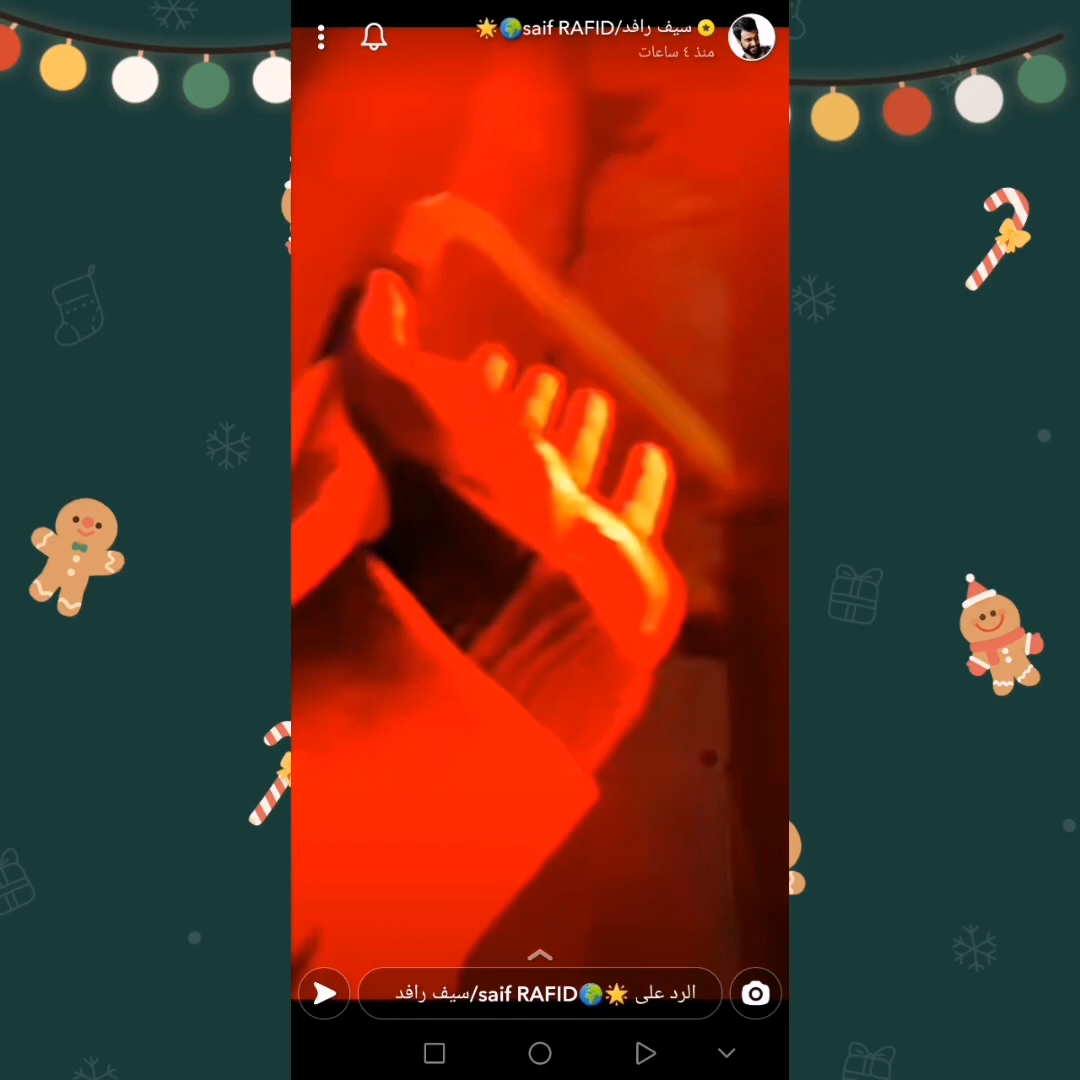 سيف رافد/saif RAFID🌍🌟
منذ ٤ ساعات
الرد على 🌟🌍saif RAFID/سيف رافد